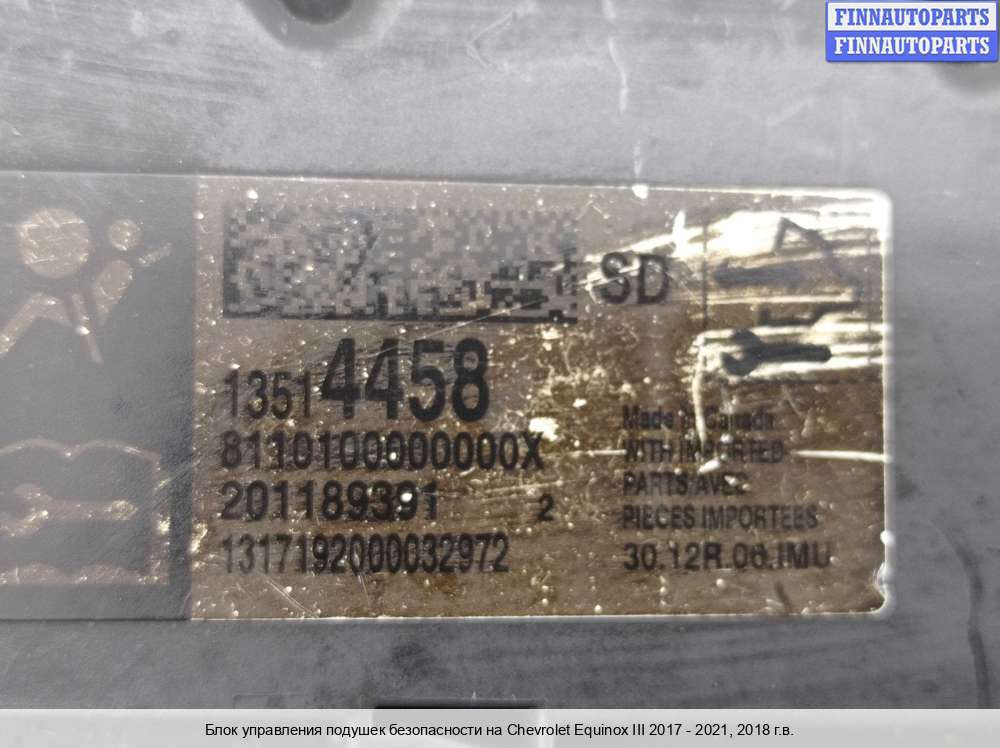 FINNAUTOPARTS
FINNAUTOPARTS
SD
13514458
8110100000000X
201189391 2
1317192000032972
Made in Canada
WITH IMPORTED
PARTS AVEC
PIECES IMPORTEES
30.12R.06.IMU
Блок управления подушек безопасности на Chevrolet Equinox III 2017 - 2021, 2018 г.в.